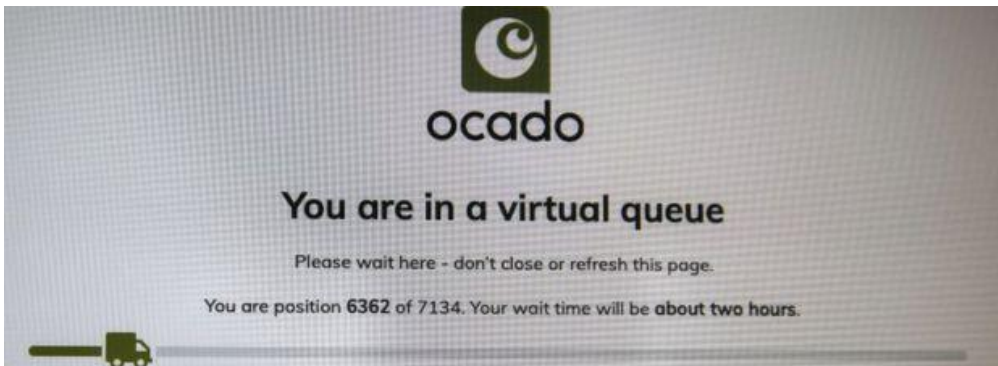 ocado
You are in a virtual queue
Please wait here - don't close or refresh this page.
You are position 6362 of 7134. Your wait time will be about two hours.